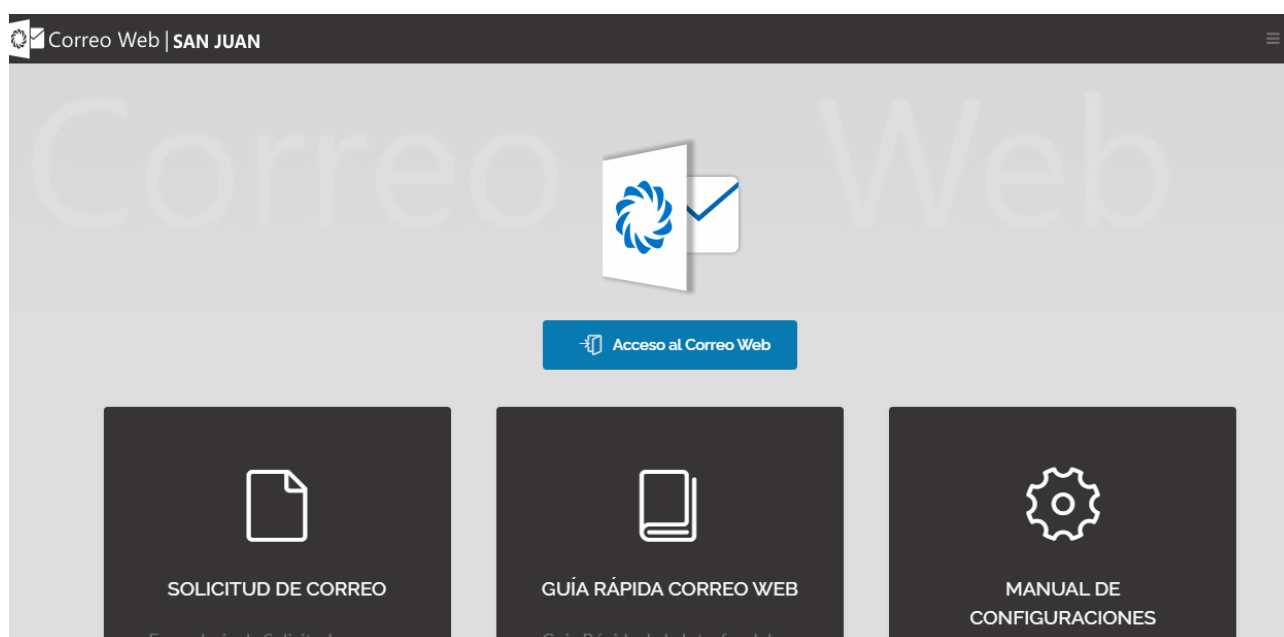 Correo Web | SAN JUAN
Correo Web
Acceso al Correo Web
SOLICITUD DE CORREO
GUÍA RÁPIDA CORREO WEB
MANUAL DE
CONFIGURACIONES